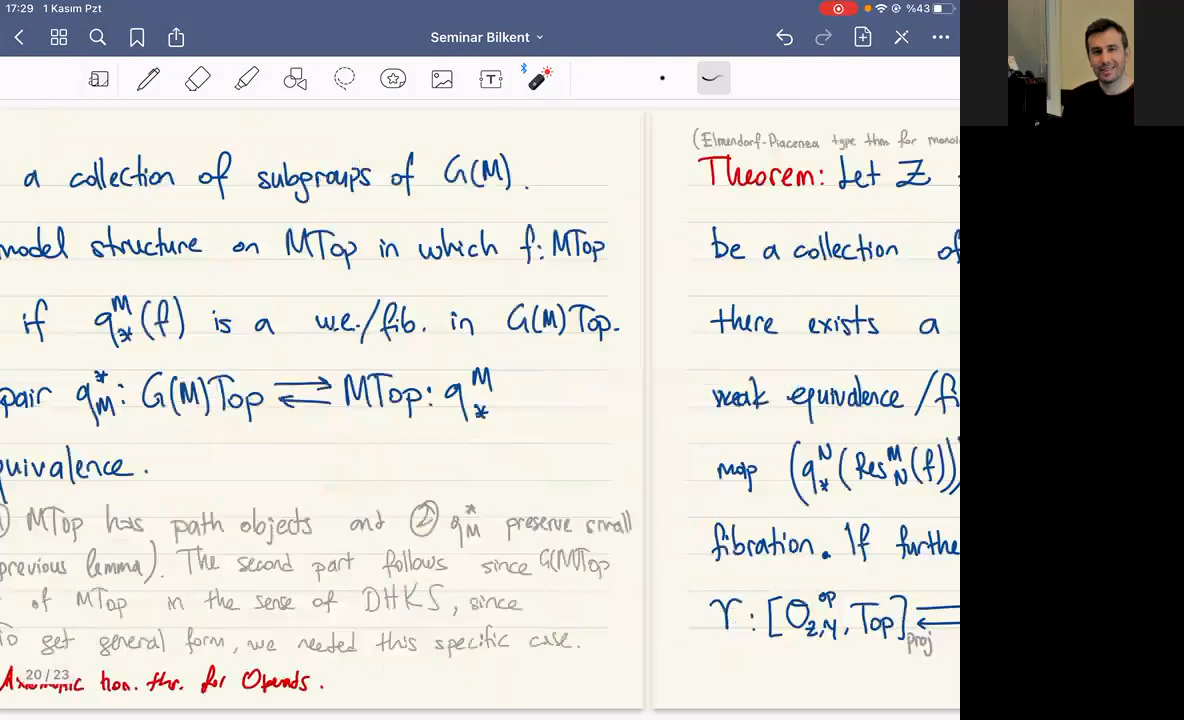 17:29 1 Kasım Pzt
%43
Seminar Bilkent
T
a collection of subgroups of G(M).
model structure on MTop in which f: MTop
if q^M_*(f) is a w.e./fib. in G(M)Top.
pair q^*_M: G(M)Top ⇄ MTop: q^M_*
quivalence.
MTop has path objects and ② q^*_M preserve small
previous lemma). The second part follows since G(M)Top
of MTop in the sense of DHKS, since
To get general form, we needed this specific case.
20 / 23
hon. thr. for Operads.
(Elmendorf-Piacenza type thm for monoi
Theorem: Let Z
be a collection of
there exists a
weak equivalence / fi
map (q^N_*(Res^M_N(f))
fibration. If furthe
ϒ: [O^op_{Z,Y}, Top]_proj ⇄